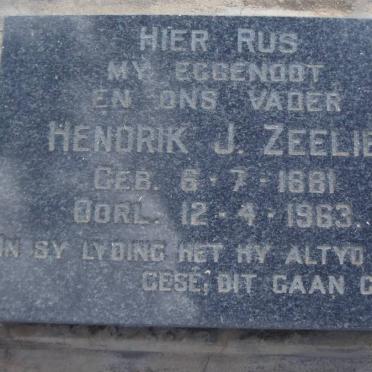 HIER RUS
MY EGGENOOT
EN ONS VADER
HENDRIK J. ZEELIE
GEB. 6-7-1881
OORL. 12-4-1963.
IN SY LYDING HET HY ALTYD
GESÊ, DIT GAAN G